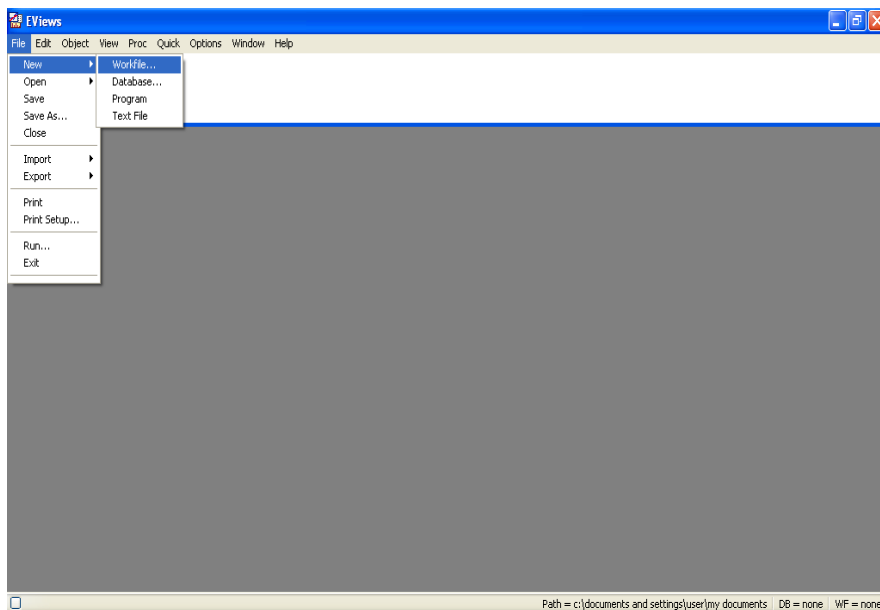 EViews
File Edit Object View Proc Quick Options Window Help
New
Open
Save
Save As...
Close
Import
Export
Print
Print Setup...
Run...
Exit
Workfile...
Database...
Program
Text File
Path = c:\documents and settings\user\my documents DB = none WF = none